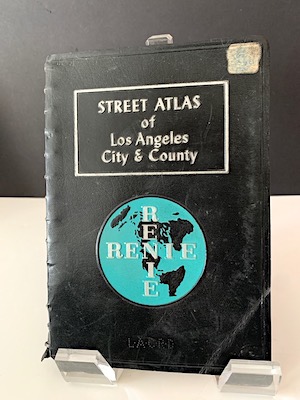 STREET ATLAS
of
Los Angeles
City & County
RENIE
RENIE
L·A·C·P·D